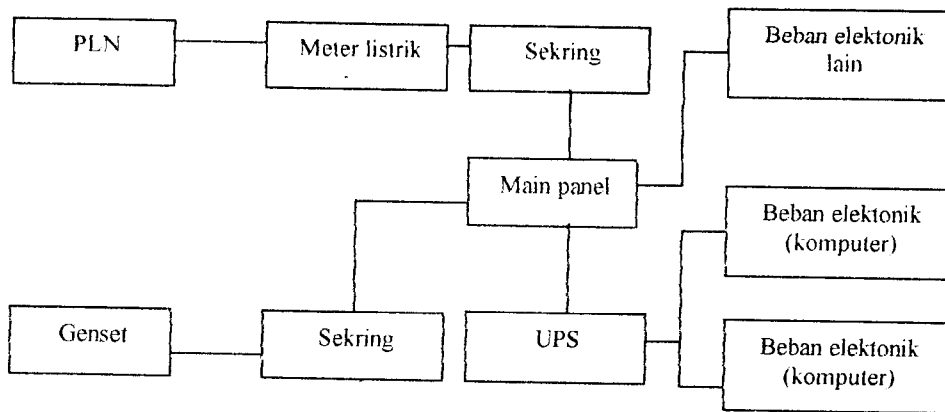 PLN
Meter listrik
Sekring
Beban elektonik
lain
Main panel
Beban elektonik
(komputer)
Genset
Sekring
UPS
Beban elektonik
(komputer)